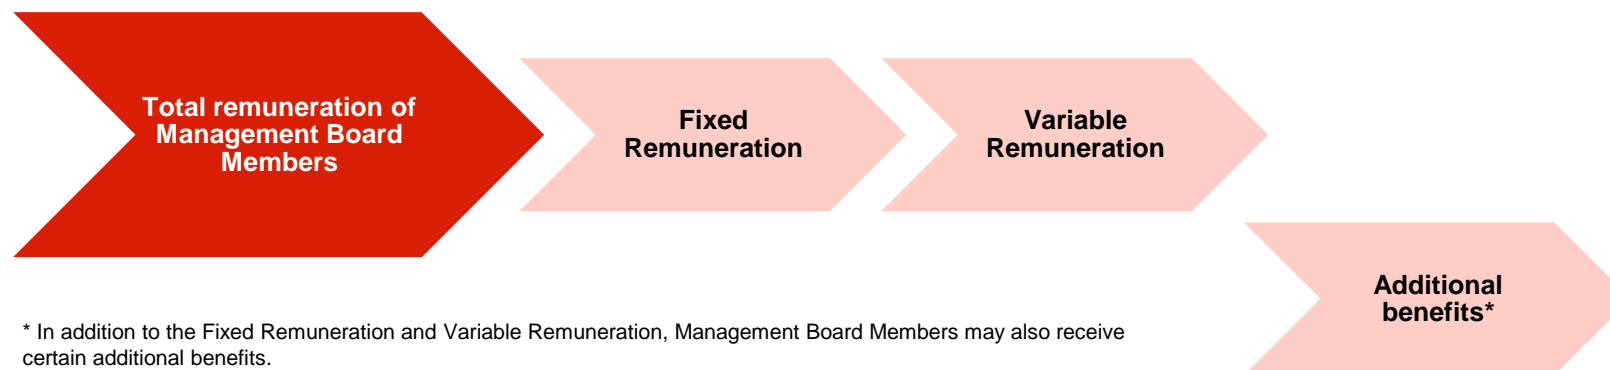 Total remuneration of
Management Board
Members
Fixed
Remuneration
Variable
Remuneration
Additional
benefits*
* In addition to the Fixed Remuneration and Variable Remuneration, Management Board Members may also receive
certain additional benefits.